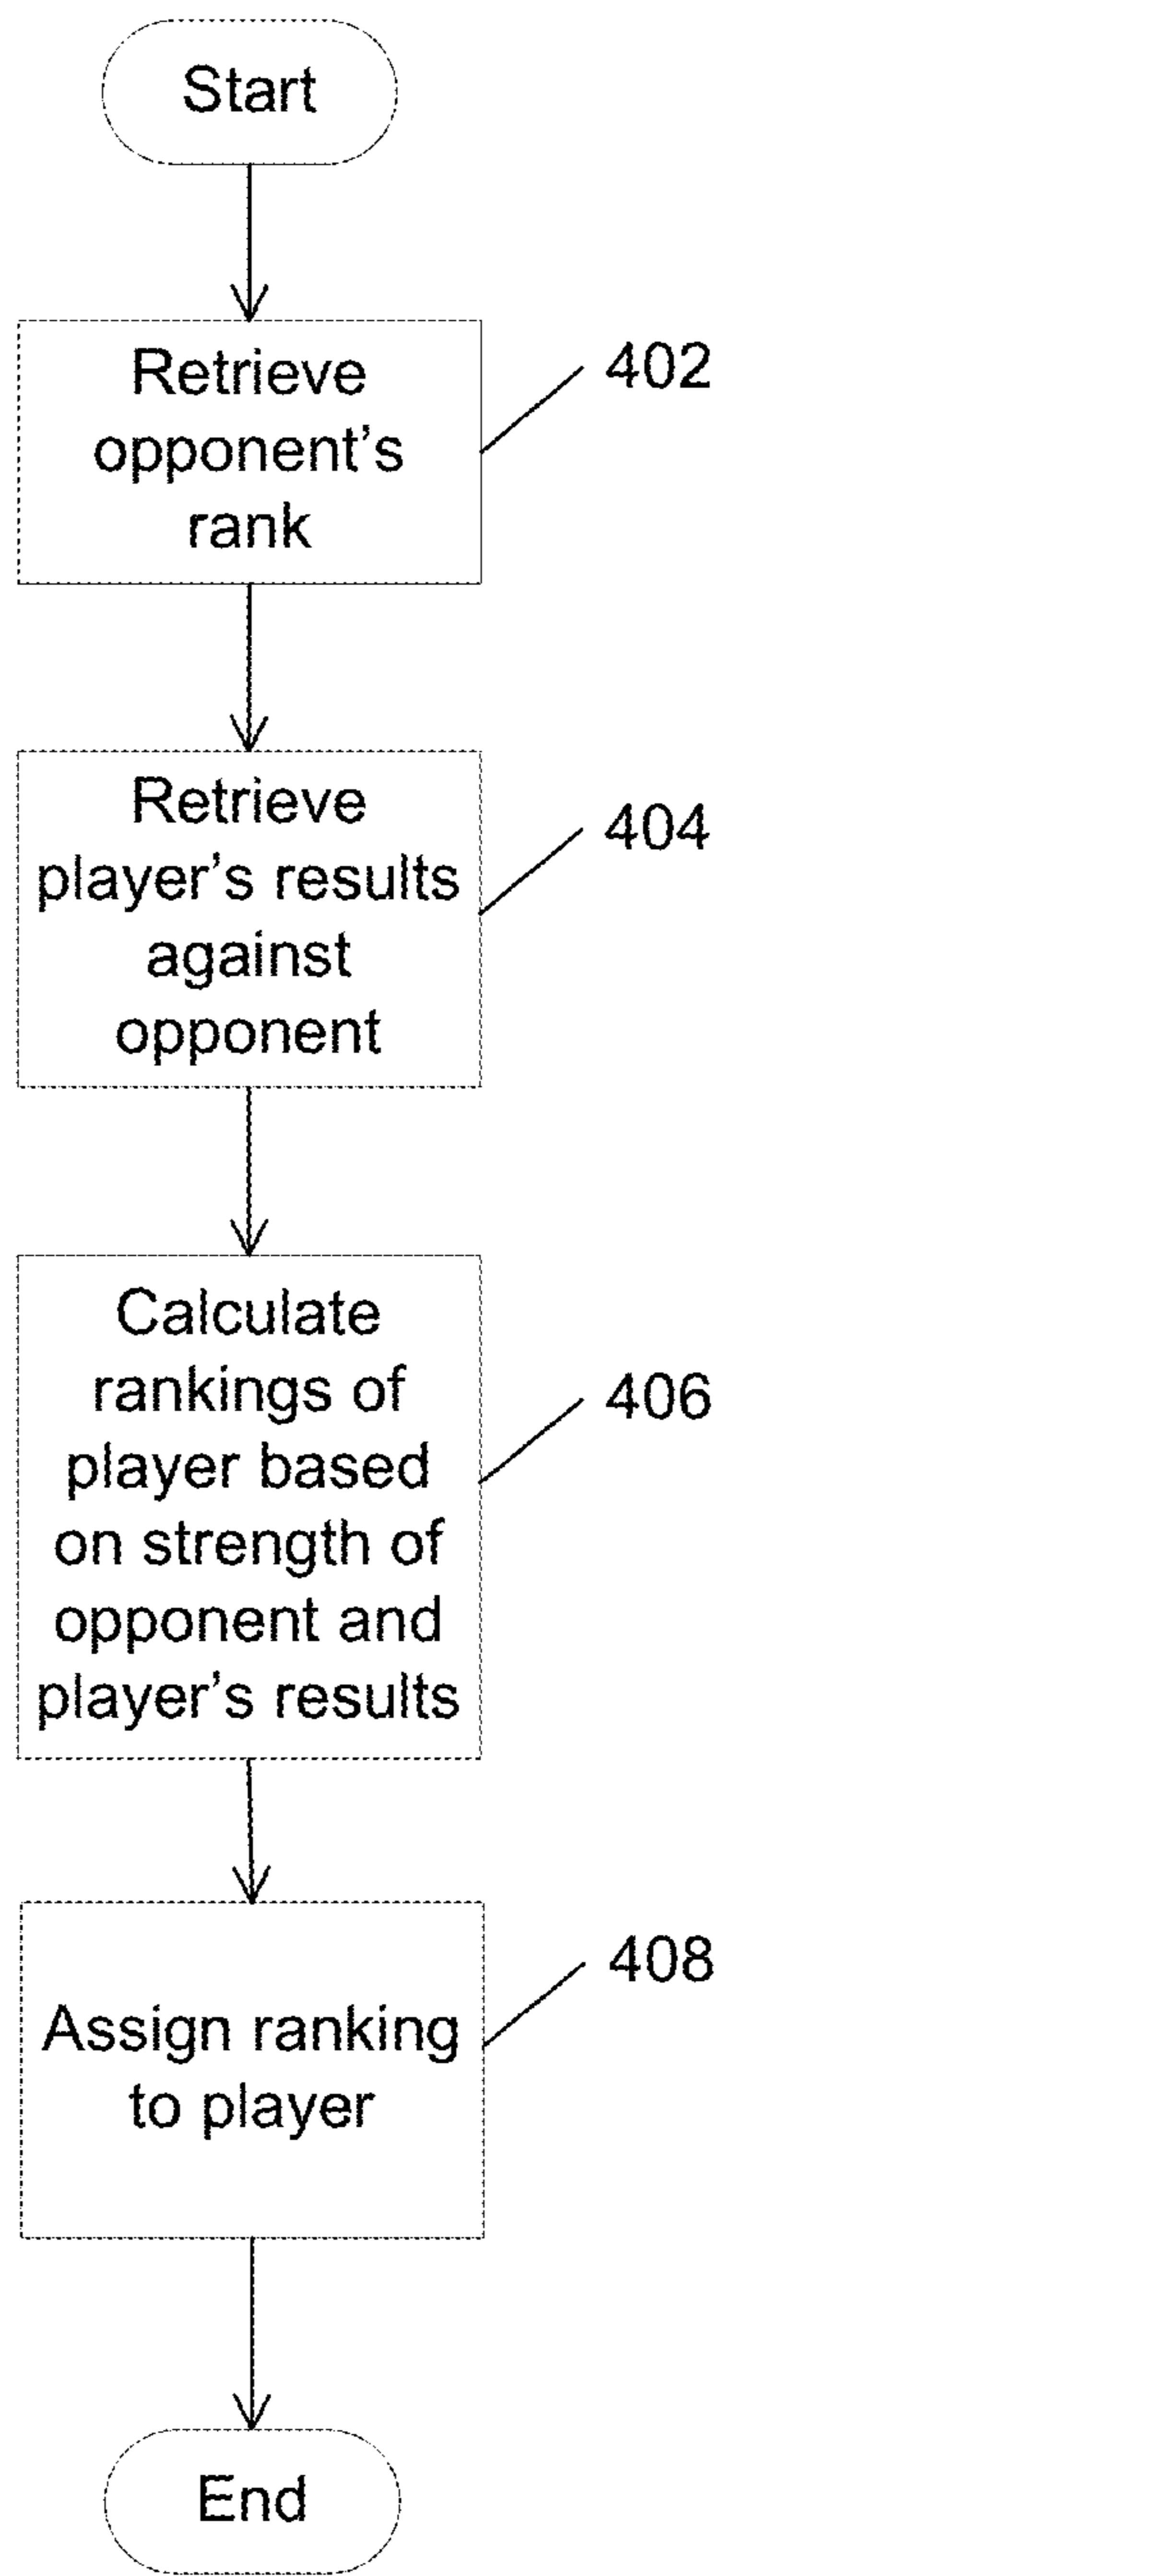 Start
Retrieve
opponent’s
rank
402
Retrieve
player’s results
against
opponent
404
Calculate
rankings of
player based
on strength of
opponent and
player’s results
406
Assign ranking
to player
408
End